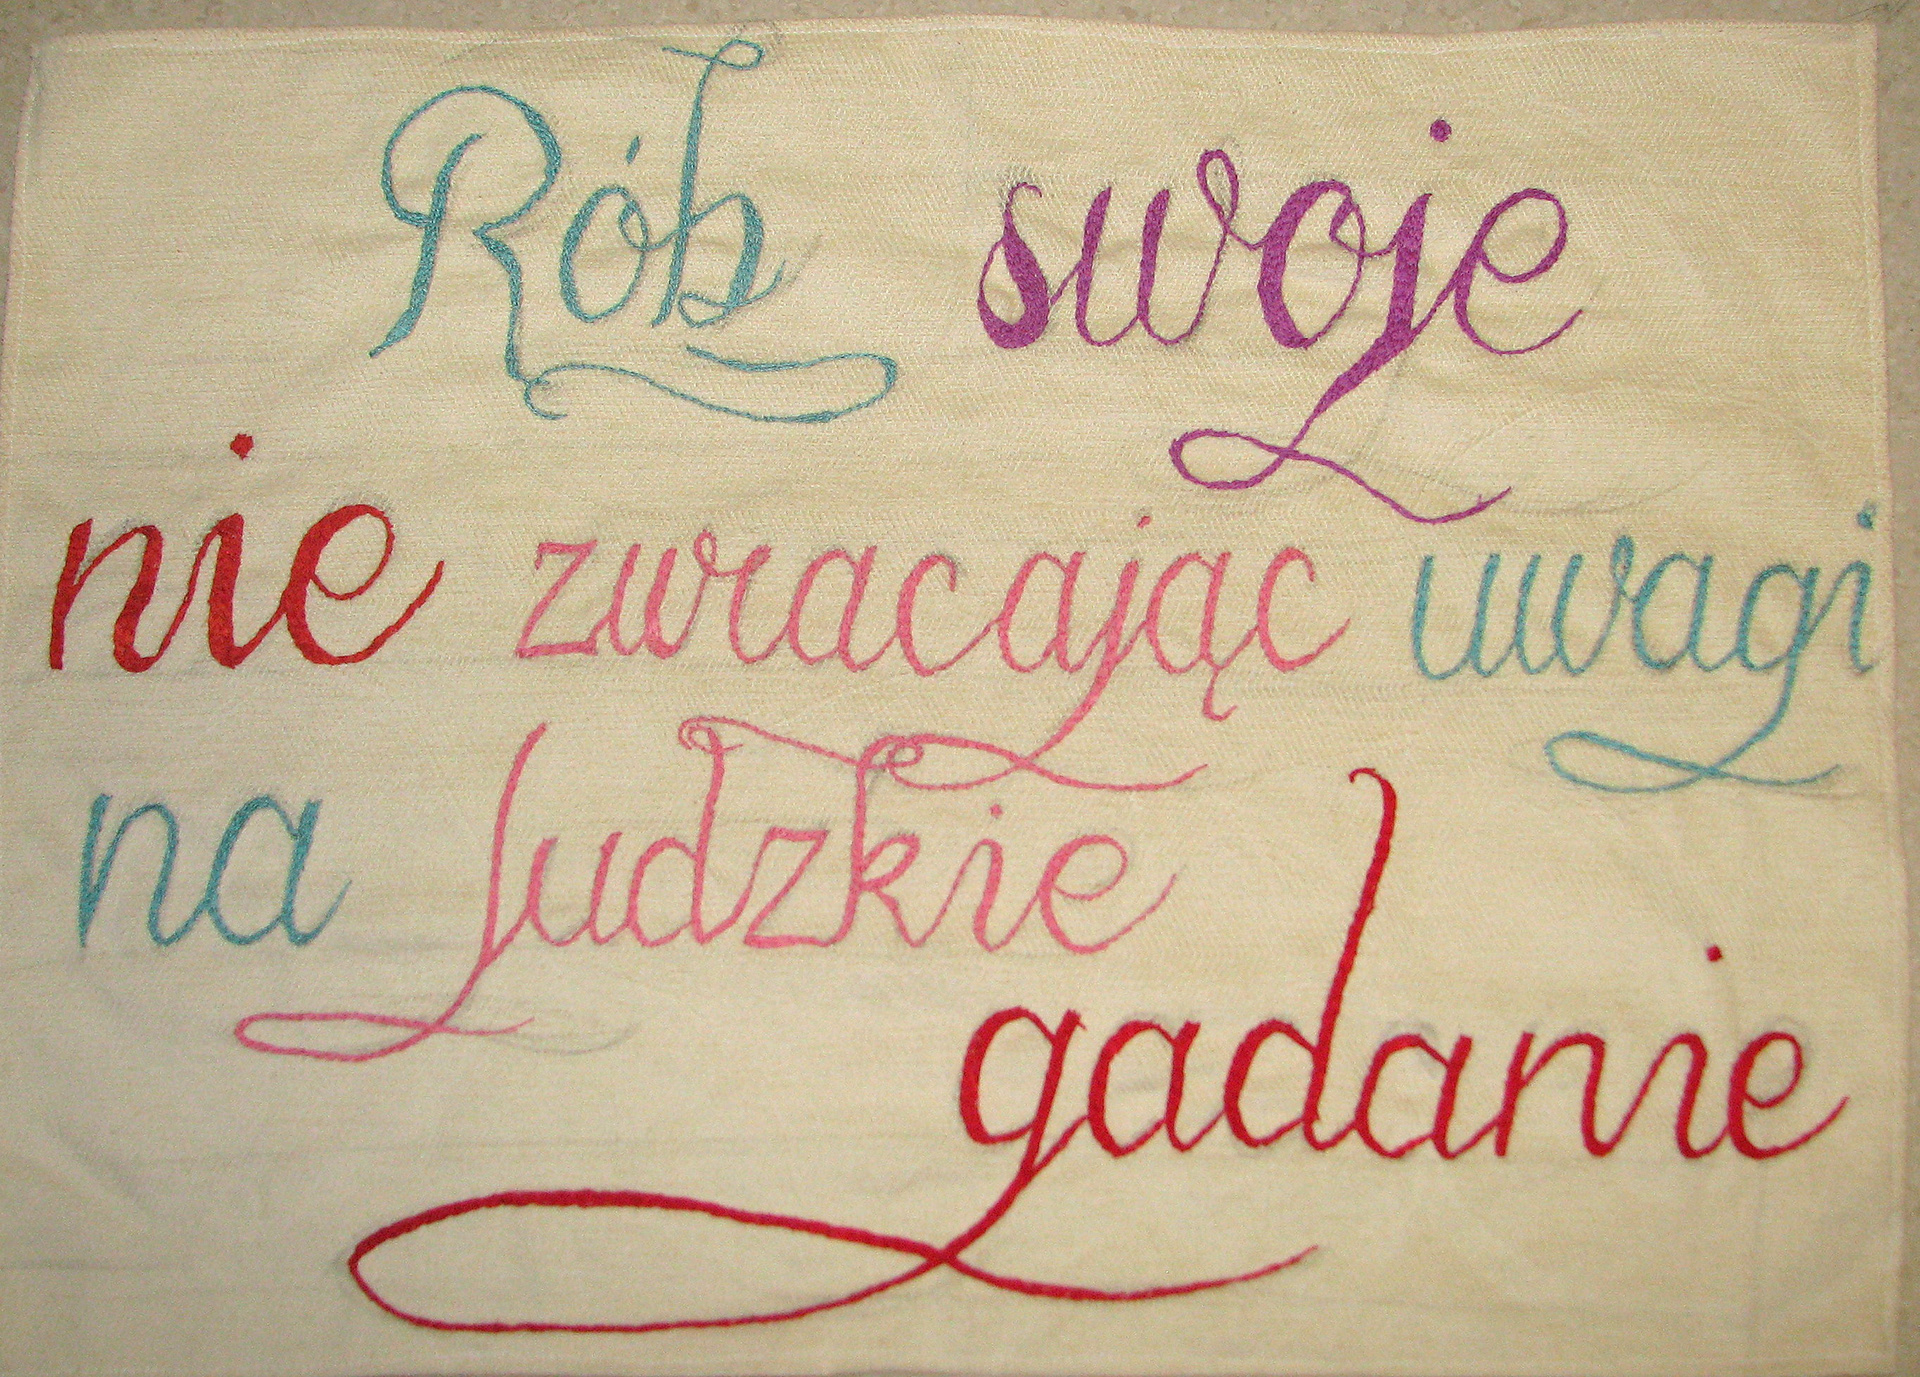 Rób swoje
nie zwracając uwagi
na ludzkie
gadanie